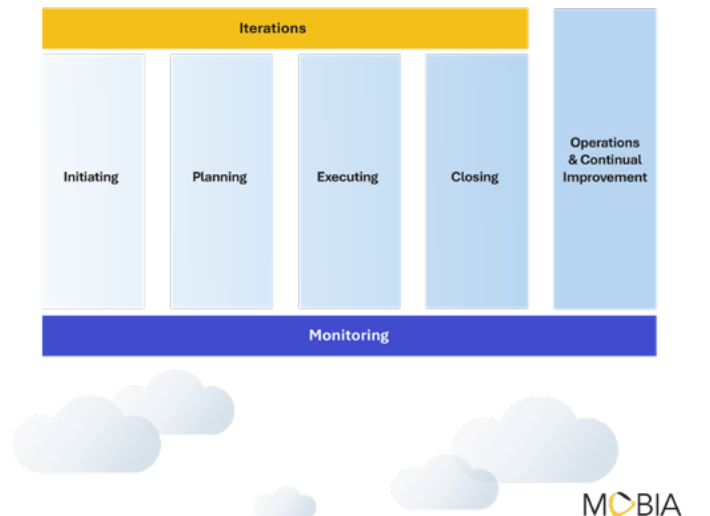 Iterations
Initiating
Planning
Executing
Closing
Operations
& Continual
Improvement
Monitoring
MOBIA